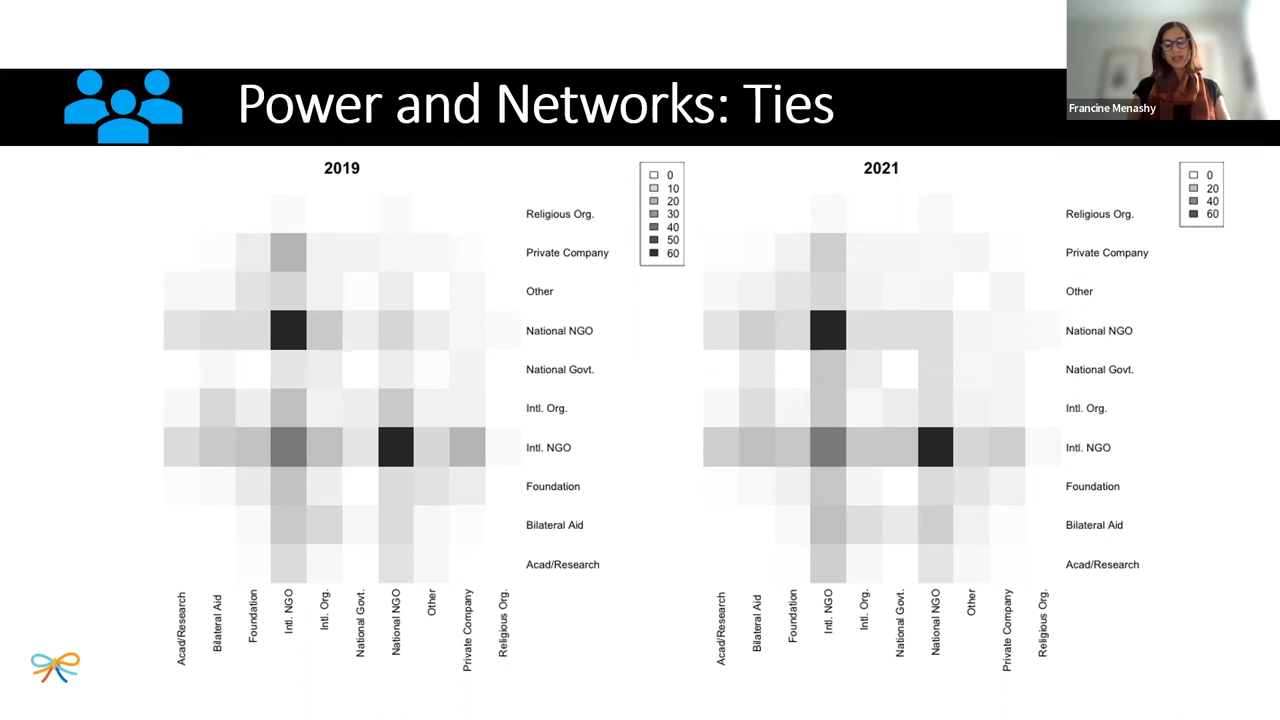 Power and Networks: Ties
Francine Menashy
2019
0
10
20
30
40
50
60
Religious Org.
Private Company
Other
National NGO
National Govt.
Intl. Org.
Intl. NGO
Foundation
Bilateral Aid
Acad/Research
Acad/Research
Bilateral Aid
Foundation
Intl. NGO
Intl. Org.
National Govt.
National NGO
Other
Private Company
Religious Org.
2021
0
20
40
60
Religious Org.
Private Company
Other
National NGO
National Govt.
Intl. Org.
Intl. NGO
Foundation
Bilateral Aid
Acad/Research
Acad/Research
Bilateral Aid
Foundation
Intl. NGO
Intl. Org.
National Govt.
National NGO
Other
Private Company
Religious Org.